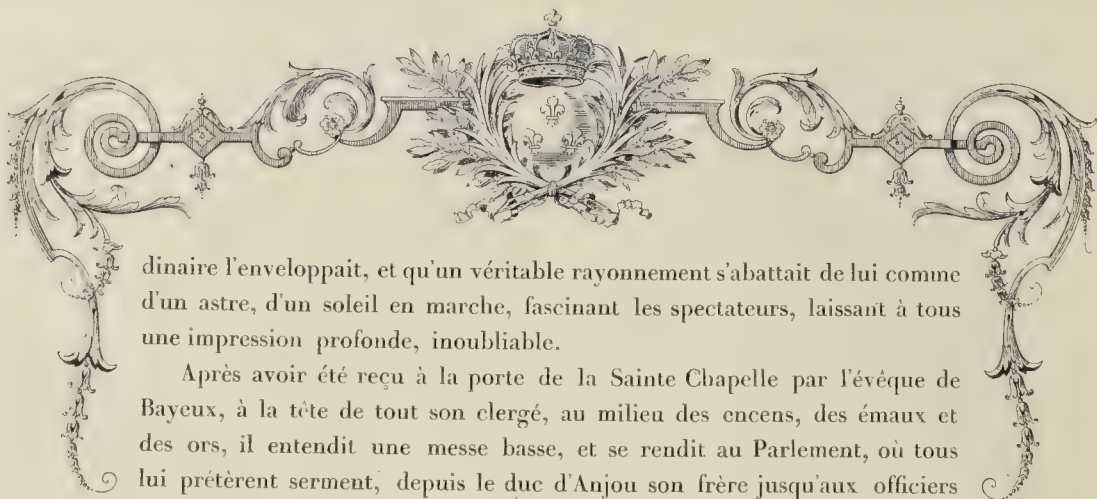 dinaire l'enveloppait, et qu'un véritable rayonnement s'abattait de lui comme
d'un astre, d'un soleil en marche, fascinant les spectateurs, laissant à tous
une impression profonde, inoubliable.
Après avoir été reçu à la porte de la Sainte Chapelle par l'évêque de
Bayeux, à la tête de tout son clergé, au milieu des encens, des émaux et
des ors, il entendit une messe basse, et se rendit au Parlement, où tous
lui prétèrent serment, depuis le duc d'Anjou son frère jusqu'aux officiers